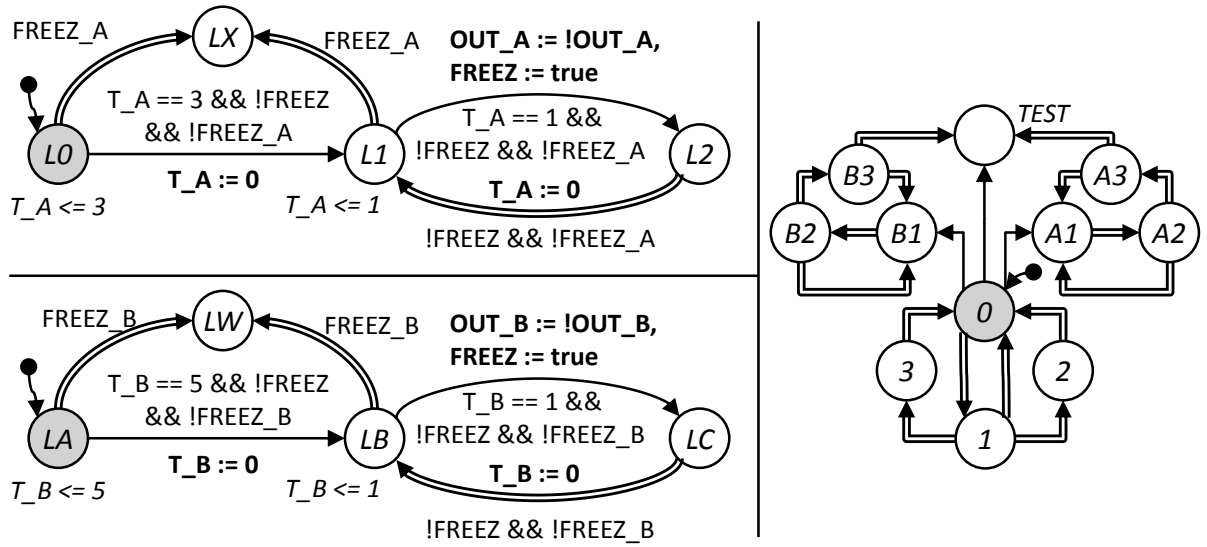 FREEZ_A
LX
FREEZ_A
OUT_A := !OUT_A,
FREEZ := true
T_A == 3 && !FREEZ
&& !FREEZ_A
T_A == 1 &&
!FREEZ && !FREEZ_A
L0
L1
L2
T_A := 0
T_A := 0
T_A <= 3
T_A <= 1
!FREEZ && !FREEZ_A
FREEZ_B
LW
FREEZ_B
OUT_B := !OUT_B,
FREEZ := true
T_B == 5 && !FREEZ
&& !FREEZ_B
T_B == 1 &&
!FREEZ && !FREEZ_B
LA
LB
LC
T_B := 0
T_B := 0
T_B <= 5
T_B <= 1
!FREEZ && !FREEZ_B
TEST
B3
A3
B2
B1
A1
A2
0
3
2
1